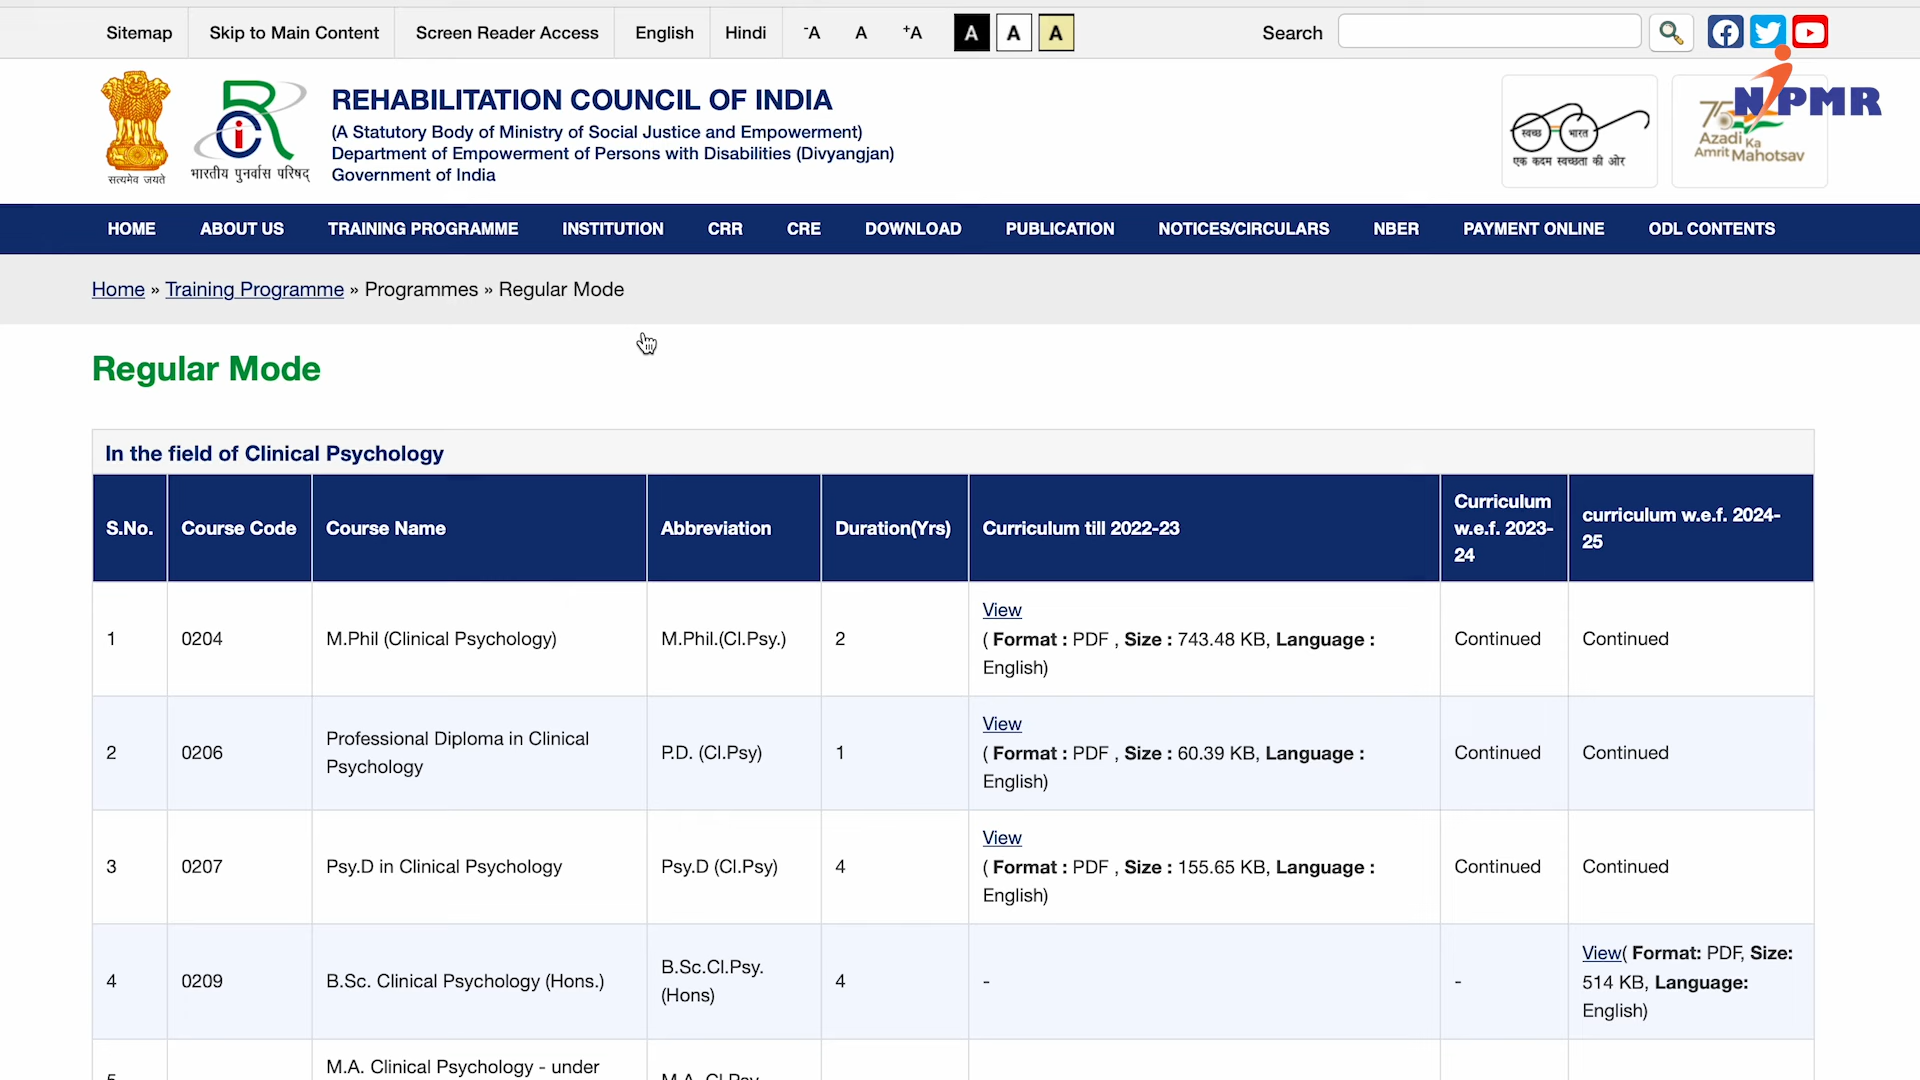 Sitemap Skip to Main Content Screen Reader Access English Hindi -A A +A A A A Search
REHABILITATION COUNCIL OF INDIA
(A Statutory Body of Ministry of Social Justice and Empowerment)
Department of Empowerment of Persons with Disabilities (Divyangjan)
Government of India
सत्यमेव जयते
RCi
भारतीय पुनर्वास परिषद्
स्वच्छ भारत
एक कदम स्वच्छता की ओर
75
Azadi Ka
Amrit Mahotsav
NiPMR
HOME ABOUT US TRAINING PROGRAMME INSTITUTION CRR CRE DOWNLOAD PUBLICATION NOTICES/CIRCULARS NBER PAYMENT ONLINE ODL CONTENTS
Home » Training Programme » Programmes » Regular Mode
Regular Mode
In the field of Clinical Psychology
S.No. Course Code Course Name Abbreviation Duration(Yrs) Curriculum till 2022-23
Curriculum
w.e.f. 2023-
24
curriculum w.e.f. 2024-
25
1 0204 M.Phil (Clinical Psychology) M.Phil.(Cl.Psy.) 2
View
( Format : PDF , Size : 743.48 KB, Language :
English)
Continued Continued
2 0206
Professional Diploma in Clinical
Psychology
P.D. (Cl.Psy) 1
View
( Format : PDF , Size : 60.39 KB, Language :
English)
Continued Continued
3 0207 Psy.D in Clinical Psychology Psy.D (Cl.Psy) 4
View
( Format : PDF , Size : 155.65 KB, Language :
English)
Continued Continued
4 0209 B.Sc. Clinical Psychology (Hons.)
B.Sc.Cl.Psy.
(Hons)
4 - -
View( Format: PDF, Size:
514 KB, Language:
English)
5
M.A. Clinical Psychology - under
M.A. Cl.Psy